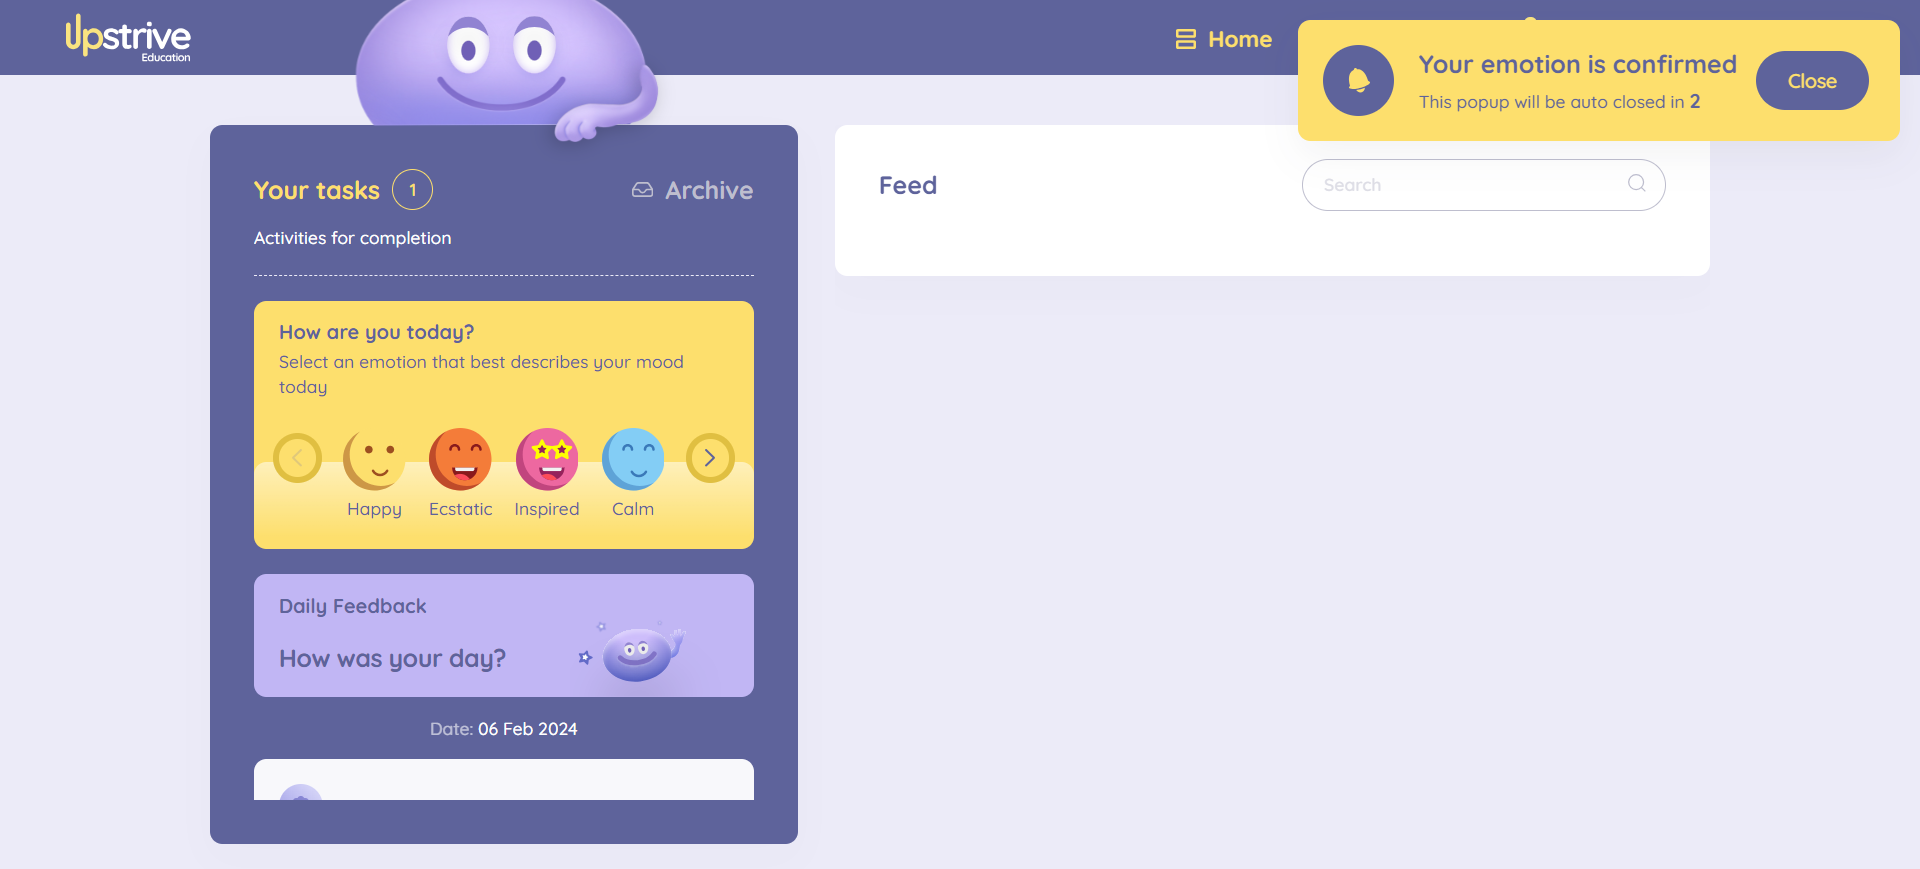 Upstrive
Education
Home
Your emotion is confirmed
This popup will be auto closed in 2
Close
Your tasks 1
Archive
Activities for completion
Feed
Search
How are you today?
Select an emotion that best describes your mood
today
Happy Ecstatic Inspired Calm
Daily Feedback
How was your day?
Date: 06 Feb 2024